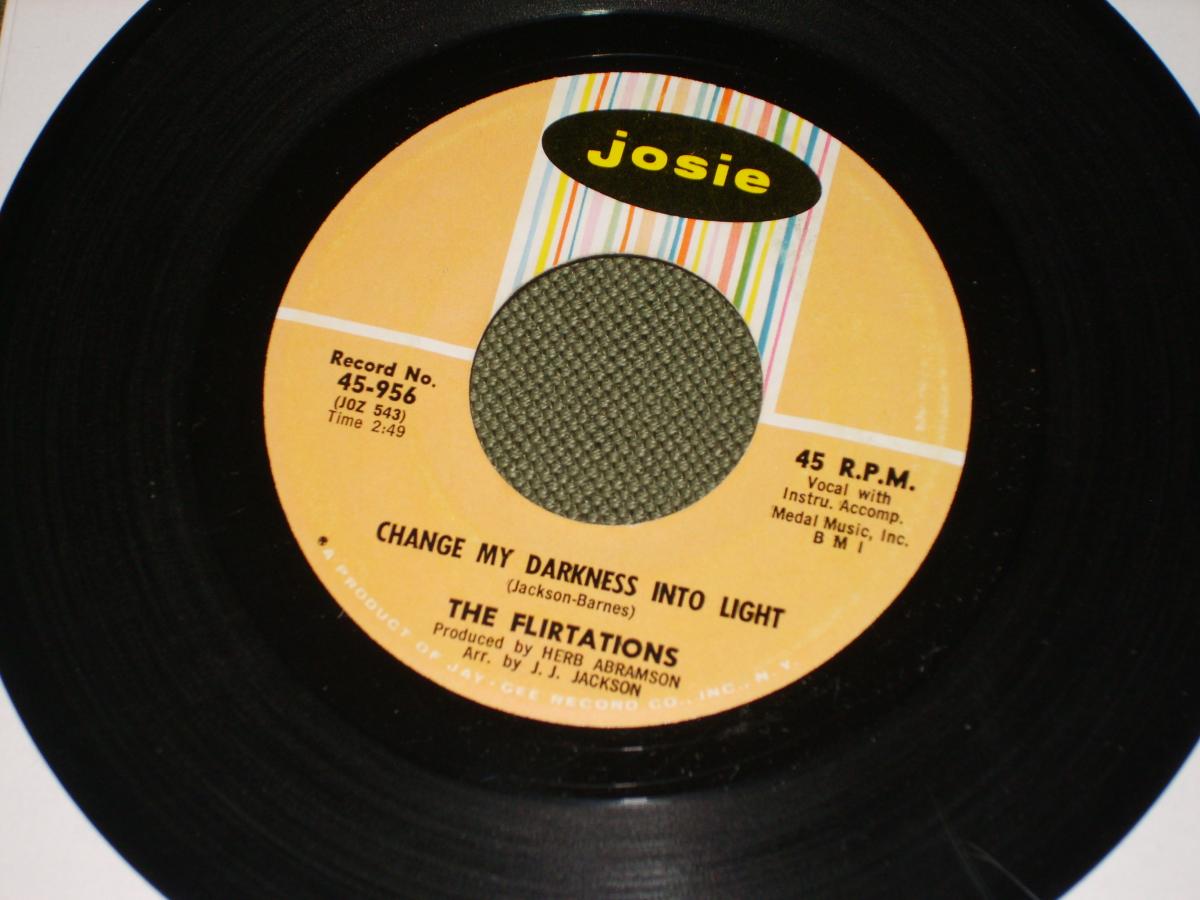 josie
Record No.
45-956
(JOZ 543)
Time 2:49
45 R.P.M.
Vocal with
Instru. Accomp.
Medal Music, Inc.
B M I
CHANGE MY DARKNESS INTO LIGHT
(Jackson-Barnes)
THE FLIRTATIONS
Produced by HERB ABRAMSON
Arr. by J. J. JACKSON
A PRODUCT OF JAY-GEE RECORD CO., INC., N. Y.